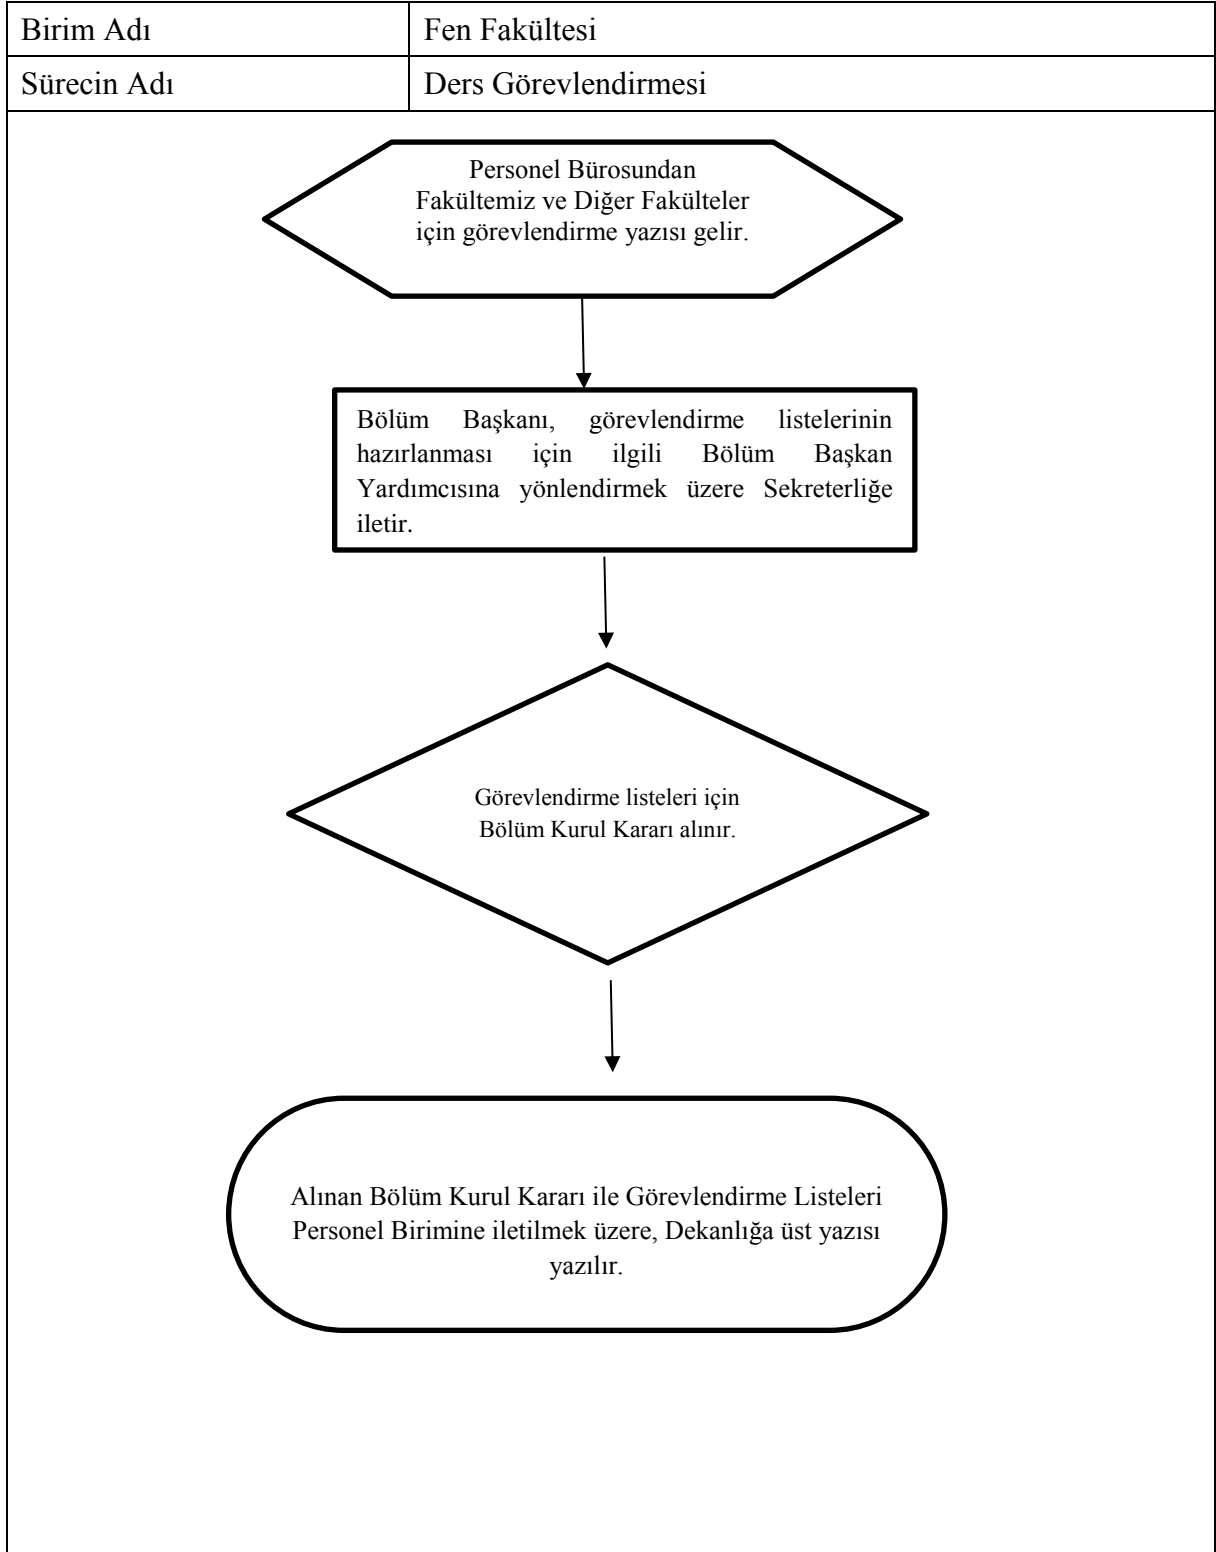 Birim Adı
Fen Fakültesi
Sürecin Adı
Ders Görevlendirmesi
Personel Bürosundan
Fakültemiz ve Diğer Fakülteler
için görevlendirme yazısı gelir.
Bölüm Başkanı, görevlendirme listelerinin
hazırlanması için ilgili Bölüm Başkan
Yardımcısına yönlendirmek üzere Sekreterliğe
iletir.
Görevlendirme listeleri için
Bölüm Kurul Kararı alınır.
Alınan Bölüm Kurul Kararı ile Görevlendirme Listeleri
Personel Birimine iletilmek üzere, Dekanlığa üst yazısı
yazılır.